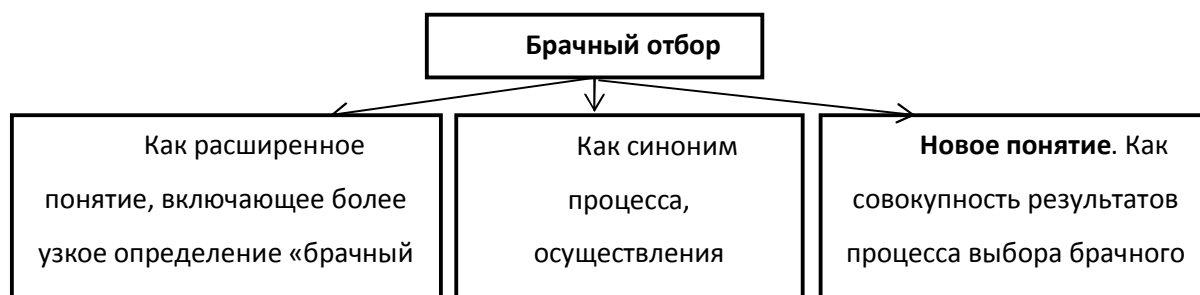 Брачный отбор
Как расширенное
понятие, включающее более
узкое определение «брачный
Как синоним
процесса,
осуществления
Новое понятие. Как
совокупность результатов
процесса выбора брачного